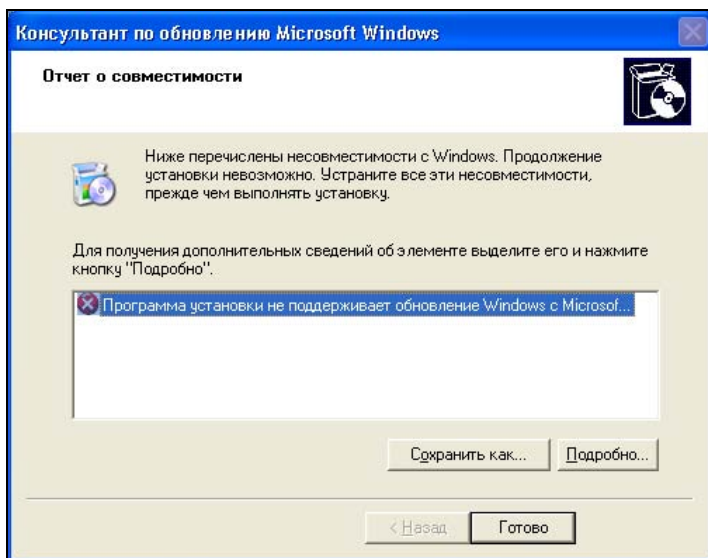 Консультант по обновлению Microsoft Windows
Отчет о совместимости
Ниже перечислены несовместимости с Windows. Продолжение
установки невозможно. Устраните все эти несовместимости,
прежде чем выполнять установку.
Для получения дополнительных сведений об элементе выделите его и нажмите
кнопку "Подробно".
Программа установки не поддерживает обновление Windows с Microsof...
Сохранить как...
Подробно...
< Назад
Готово